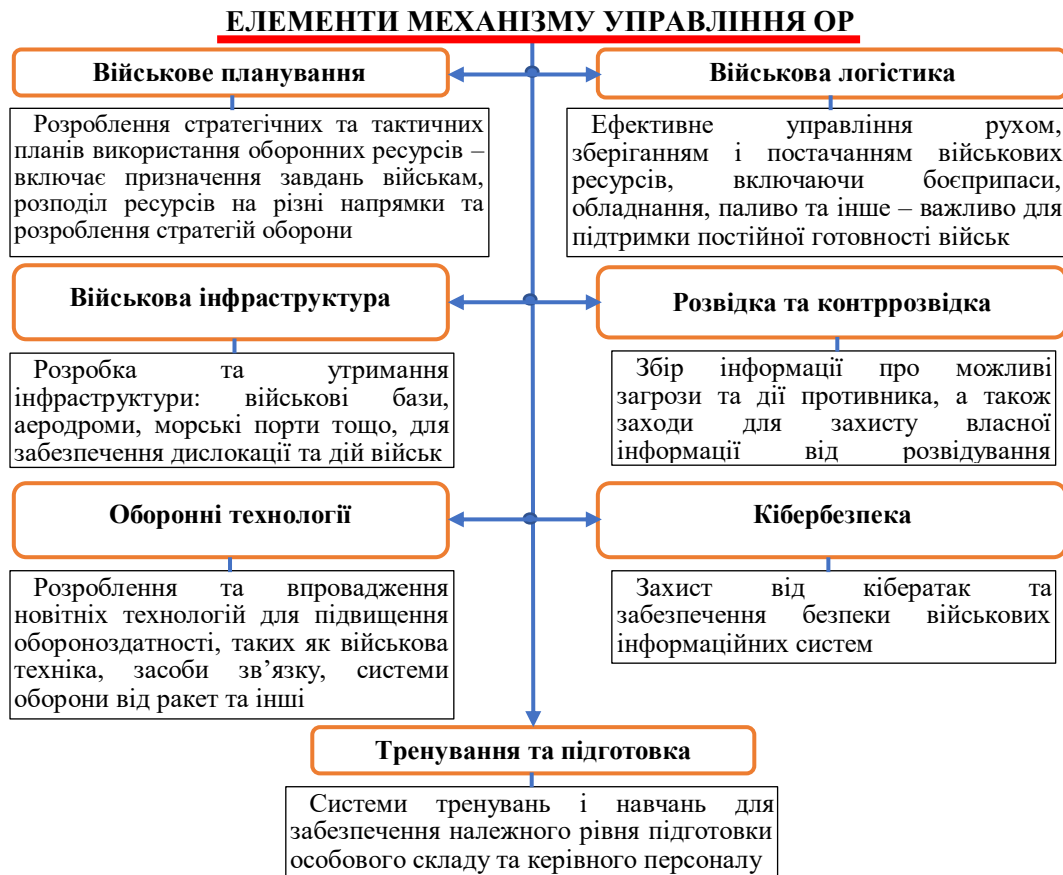 ЕЛЕМЕНТИ МЕХАНІЗМУ УПРАВЛІННЯ ОР
Військове планування
Розроблення стратегічних та тактичних
планів використання оборонних ресурсів –
включає призначення завдань військам,
розподіл ресурсів на різні напрямки та
розроблення стратегій оборони
Військова логістика
Ефективне управління рухом,
зберіганням і постачанням військових
ресурсів, включаючи боєприпаси,
обладнання, паливо та інше – важливо для
підтримки постійної готовності військ
Військова інфраструктура
Розробка та утримання
інфраструктури: військові бази,
аеродроми, морські порти тощо, для
забезпечення дислокації та дій військ
Розвідка та контррозвідка
Збір інформації про можливі
загрози та дії противника, а також
заходи для захисту власної
інформації від розвідування
Оборонні технології
Розроблення та впровадження
новітніх технологій для підвищення
обороноздатності, таких як військова
техніка, засоби зв’язку, системи
оборони від ракет та інші
Кібербезпека
Захист від кібератак та
забезпечення безпеки військових
інформаційних систем
Тренування та підготовка
Системи тренувань і навчань для
забезпечення належного рівня підготовки
особового складу та керівного персоналу